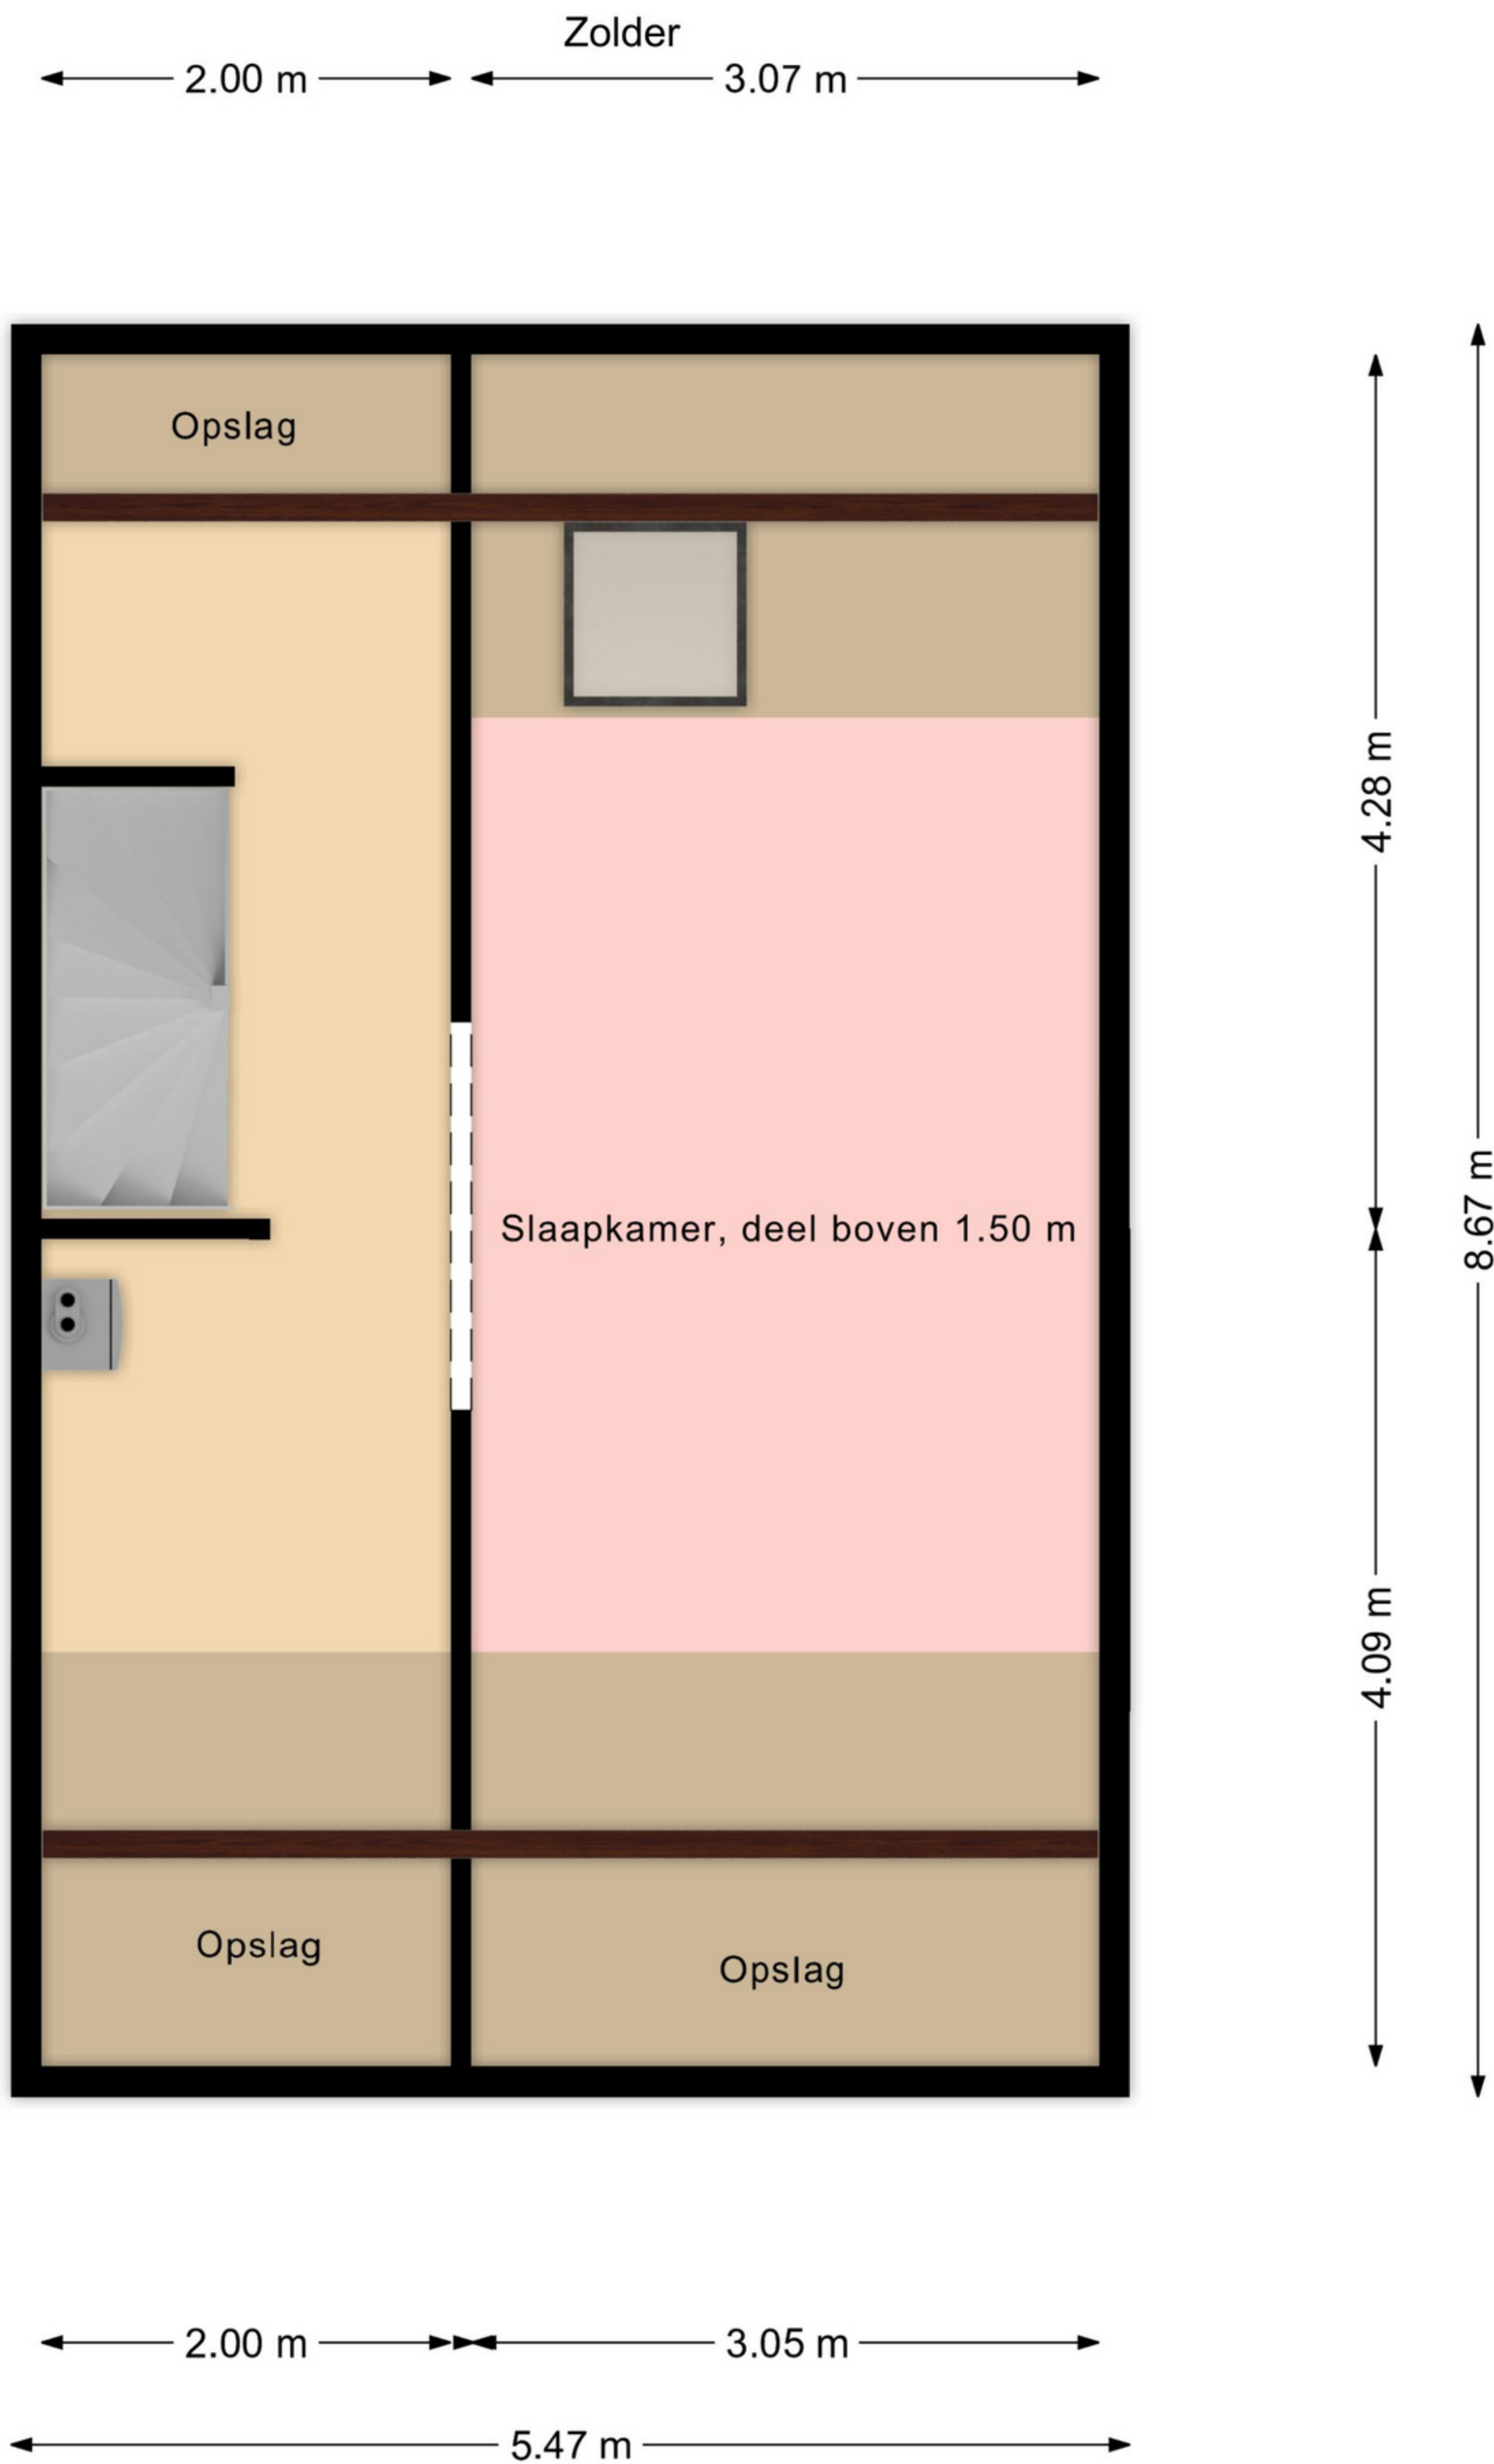 Zolder
2.00 m
3.07 m
Opslag
4.28 m
8.67 m
Slaapkamer, deel boven 1.50 m
4.09 m
Opslag
Opslag
2.00 m
3.05 m
5.47 m